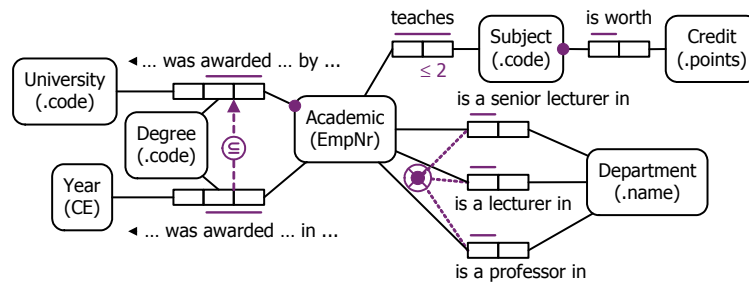 teaches
is worth
◄ ... was awarded ... by ...
Subject
(.code)
Credit
(.points)
≤ 2
University
(.code)
is a senior lecturer in
Academic
(EmpNr)
Degree
(.code)
⊆
Year
(CE)
Department
(.name)
is a lecturer in
◄ ... was awarded ... in ...
is a professor in